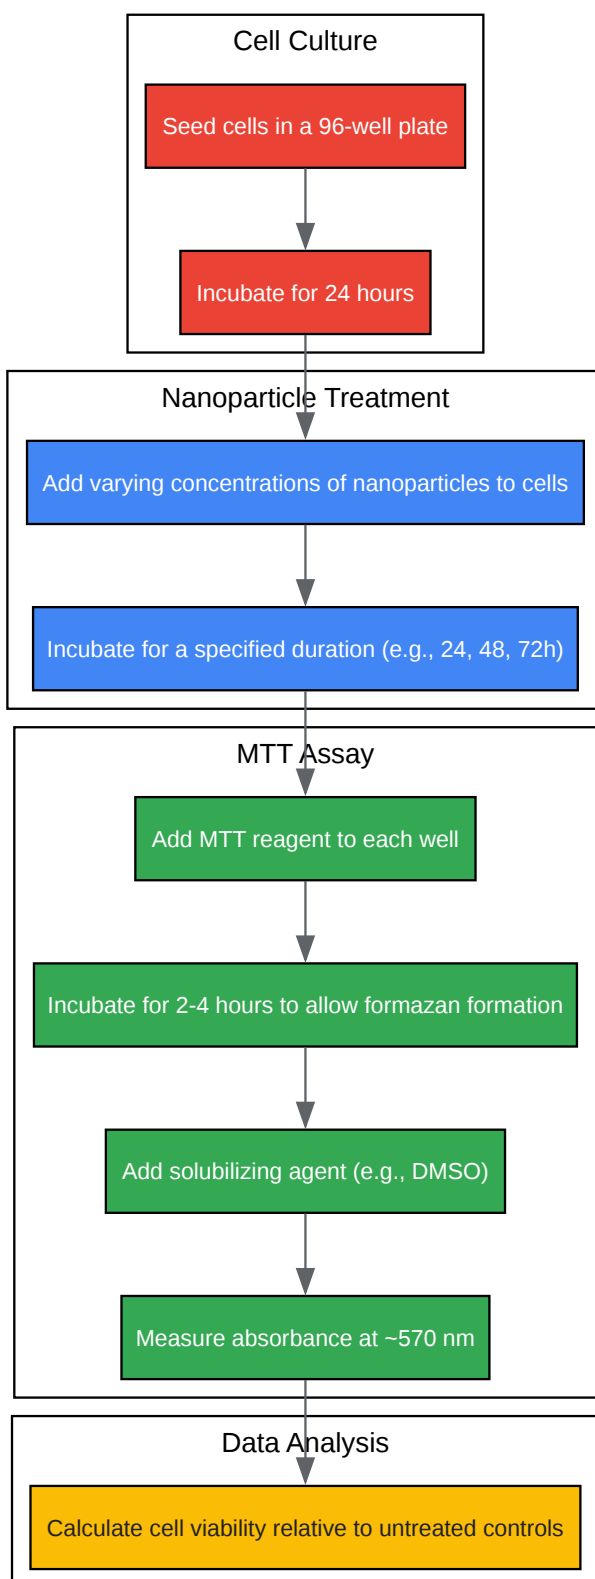 Cell Culture
Seed cells in a 96-well plate
Incubate for 24 hours
Nanoparticle Treatment
Add varying concentrations of nanoparticles to cells
Incubate for a specified duration (e.g., 24, 48, 72h)
MTT Assay
Add MTT reagent to each well
Incubate for 2-4 hours to allow formazan formation
Add solubilizing agent (e.g., DMSO)
Measure absorbance at ~570 nm
Data Analysis
Calculate cell viability relative to untreated controls